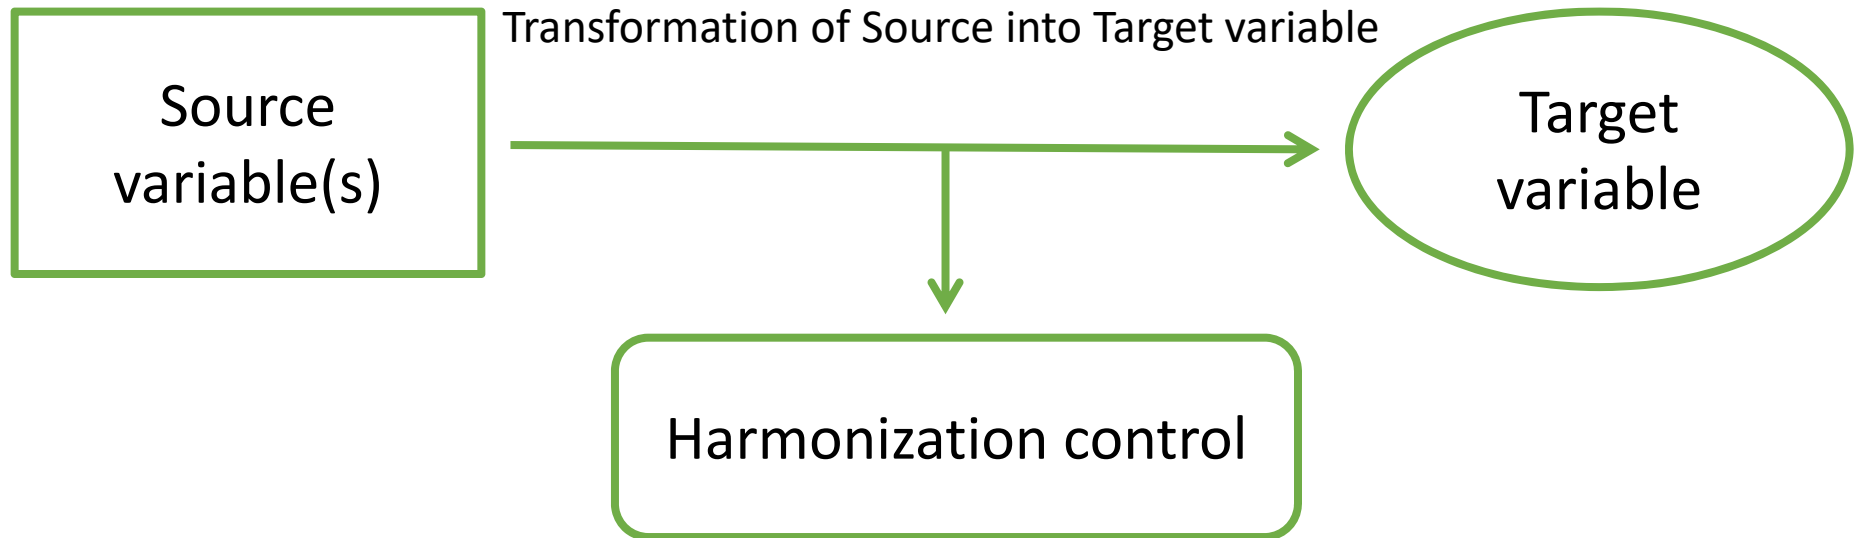 Transformation of Source into Target variable
Source
variable(s)
Target
variable
Harmonization control